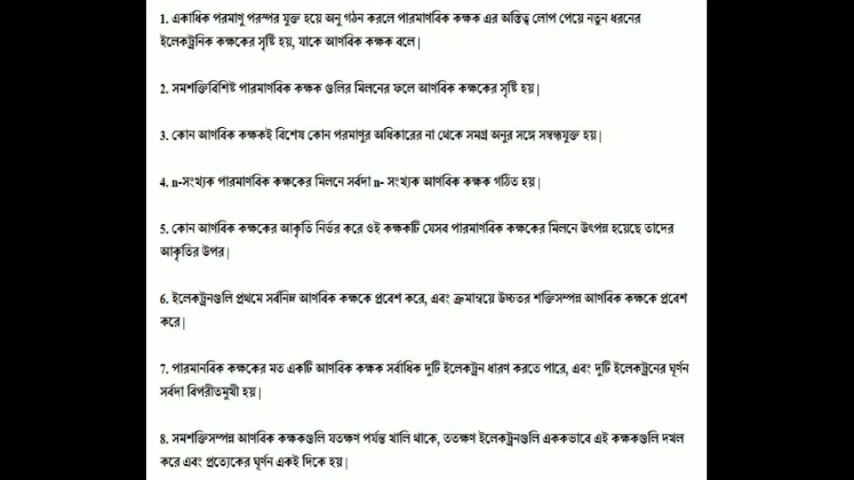 1. একাধিক পরমাণু পরস্পর যুক্ত হয়ে অনু গঠন করলে পারমাণবিক কক্ষক এর অস্তিত্ব লোপ পেয়ে নতুন ধরনের
ইলেকট্রনিক কক্ষকের সৃষ্টি হয়, যাকে আণবিক কক্ষক বলে|
2. সমশক্তিবিশিষ্ট পারমাণবিক কক্ষক গুলির মিলনের ফলে আণবিক কক্ষকের সৃষ্টি হয়|
3. কোন আণবিক কক্ষকই বিশেষ কোন পরমাণুর অধিকারের না থেকে সমগ্র অনুর সঙ্গে সম্বন্ধযুক্ত হয়|
4. n-সংখ্যক পারমাণবিক কক্ষকের মিলনে সর্বদা n- সংখ্যক আণবিক কক্ষক গঠিত হয়|
5. কোন আণবিক কক্ষকের আকৃতি নির্ভর করে ওই কক্ষকটি যেসব পারমাণবিক কক্ষকের মিলনে উৎপন্ন হয়েছে তাদের
আকৃতির উপর|
6. ইলেকট্রনগুলি প্রথমে সর্বনিম্ন আণবিক কক্ষকে প্রবেশ করে, এবং ক্রমান্বয়ে উচ্চতর শক্তিসম্পন্ন আণবিক কক্ষকে প্রবেশ
করে|
7. পারমানবিক কক্ষকের মত একটি আণবিক কক্ষক সর্বাধিক দুটি ইলেকট্রন ধারণ করতে পারে, এবং দুটি ইলেকট্রনের ঘূর্ণন
সর্বদা বিপরীতমুখী হয়|
8. সমশক্তিসম্পন্ন আণবিক কক্ষকগুলি যতক্ষণ পর্যন্ত খালি থাকে, ততক্ষণ ইলেকট্রনগুলি এককভাবে এই কক্ষকগুলি দখল
করে এবং প্রত্যেকের ঘূর্ণন একই দিকে হয়|